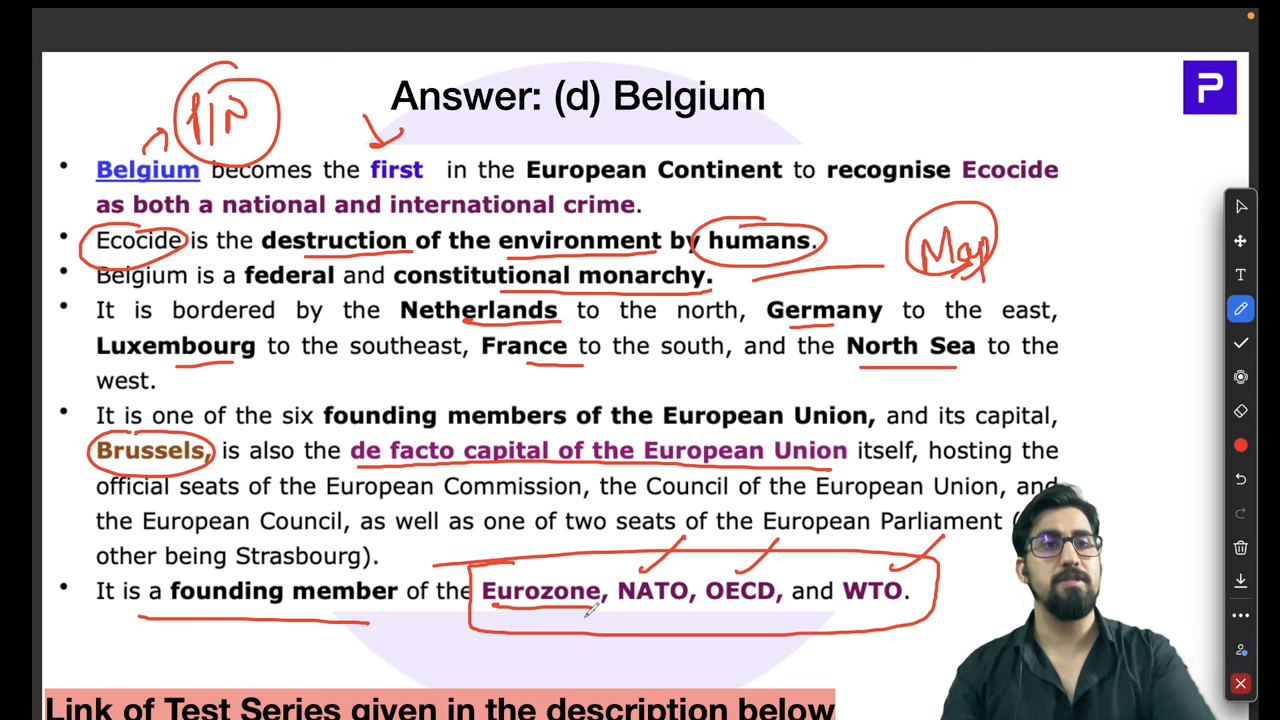 Answer: (d) Belgium
P
• Belgium becomes the first in the European Continent to recognise Ecocide
as both a national and international crime.
• Ecocide is the destruction of the environment by humans.
Map
• Belgium is a federal and constitutional monarchy.
• It is bordered by the Netherlands to the north, Germany to the east,
Luxembourg to the southeast, France to the south, and the North Sea to the
west.
• It is one of the six founding members of the European Union, and its capital,
Brussels, is also the de facto capital of the European Union itself, hosting the
official seats of the European Commission, the Council of the European Union, and
the European Council, as well as one of two seats of the European Parliament (
other being Strasbourg).
• It is a founding member of the Eurozone, NATO, OECD, and WTO.
Link of Test Series given in the description below